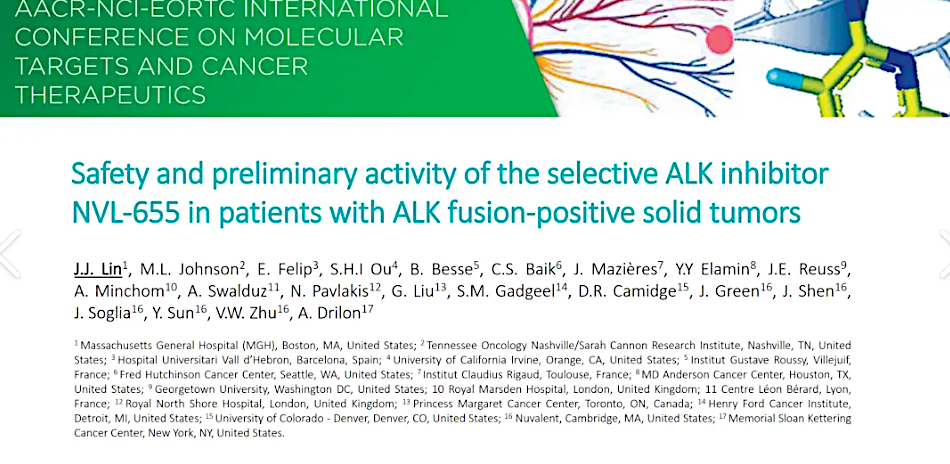 AACR-NCI-EORTC INTERNATIONAL
CONFERENCE ON MOLECULAR
TARGETS AND CANCER
THERAPEUTICS
Safety and preliminary activity of the selective ALK inhibitor
NVL-655 in patients with ALK fusion-positive solid tumors
J.J. Lin¹, M.L. Johnson², E. Felip³, S.H.I Ou⁴, B. Besse⁵, C.S. Baik⁶, J. Mazières⁷, Y.Y Elamin⁸, J.E. Reuss⁹,
A. Minchom¹⁰, A. Swalduz¹¹, N. Pavlakis¹², G. Liu¹³, S.M. Gadgeel¹⁴, D.R. Camidge¹⁵, J. Green¹⁶, J. Shen¹⁶,
J. Soglia¹⁶, Y. Sun¹⁶, V.W. Zhu¹⁶, A. Drilon¹⁷
¹ Massachusetts General Hospital (MGH), Boston, MA, United States; ² Tennessee Oncology Nashville/Sarah Cannon Research Institute, Nashville, TN, United
States; ³ Hospital Universitari Vall d'Hebron, Barcelona, Spain; ⁴ University of California Irvine, Orange, CA, United States; ⁵ Institut Gustave Roussy, Villejuif,
France; ⁶ Fred Hutchinson Cancer Center, Seattle, WA, United States; ⁷ Institut Claudius Rigaud, Toulouse, France; ⁸ MD Anderson Cancer Center, Houston, TX,
United States; ⁹ Georgetown University, Washington DC, United States; 10 Royal Marsden Hospital, London, United Kingdom; 11 Centre Léon Bérard, Lyon,
France; ¹² Royal North Shore Hospital, London, United Kingdom; ¹³ Princess Margaret Cancer Center, Toronto, ON, Canada; ¹⁴ Henry Ford Cancer Institute,
Detroit, MI, United States; ¹⁵ University of Colorado - Denver, Denver, CO, United States; ¹⁶ Nuvalent, Cambridge, MA, United States; ¹⁷ Memorial Sloan Kettering
Cancer Center, New York, NY, United States.